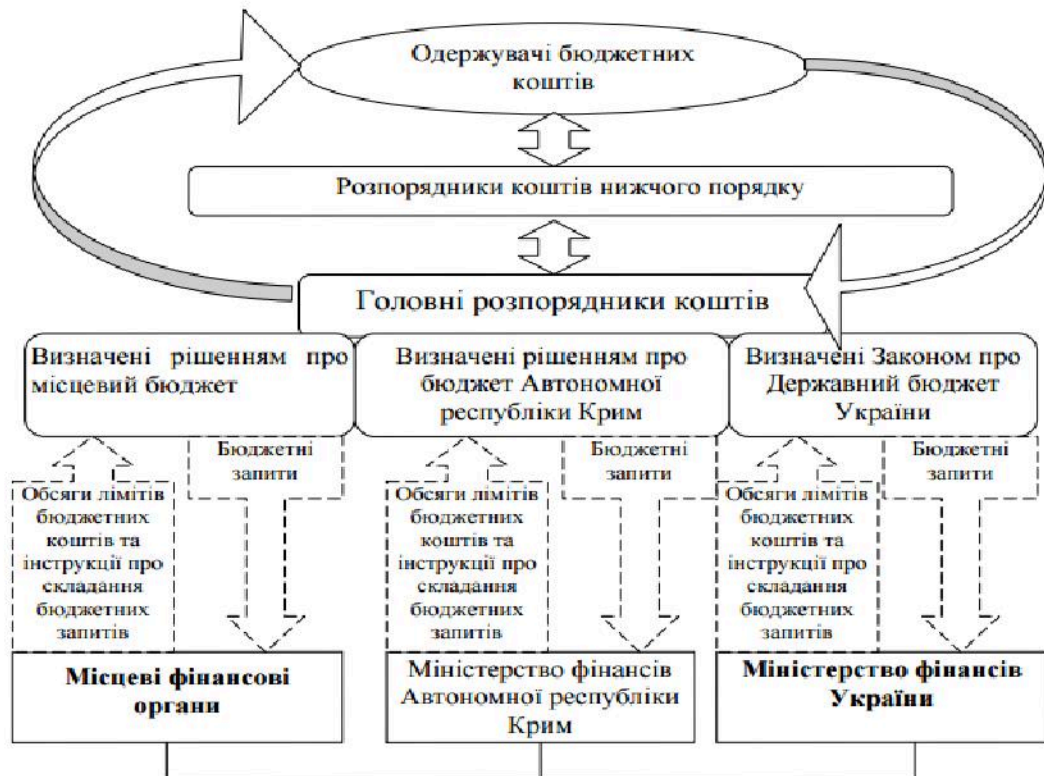 Одержувачі бюджетних
коштів
Розпорядники коштів нижчого порядку
Головні розпорядники коштів
Визначені рішенням про
місцевий бюджет
Визначені рішенням про
бюджет Автономної
республіки Крим
Визначені Законом про
Державний бюджет
України
Бюджетні
запити
Обсяги лімітів
бюджетних
коштів та
інструкції про
складання
бюджетних
запитів
Бюджетні
запити
Обсяги лімітів
бюджетних
коштів та
інструкції про
складання
бюджетних
запитів
Бюджетні
запити
Обсяги лімітів
бюджетних
коштів та
інструкції про
складання
бюджетних
запитів
Місцеві фінансові
органи
Міністерство фінансів
Автономної республіки
Крим
Міністерство фінансів
України